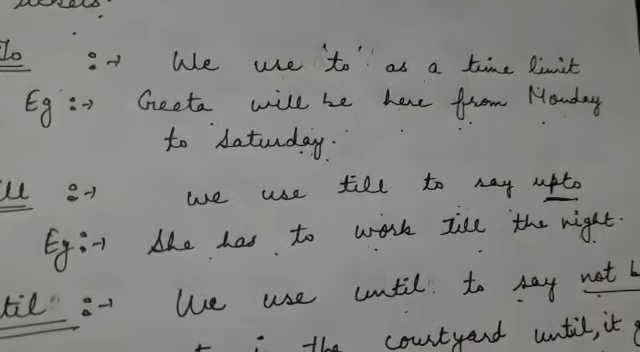 To :→ We use 'to' as a time limit
Eg :→ Geeta will be here from Monday
to Saturday.
:→ we use till to say upto
Eg :→ She has to work till the night.
:→ We use until to say not
the courtyard until, it